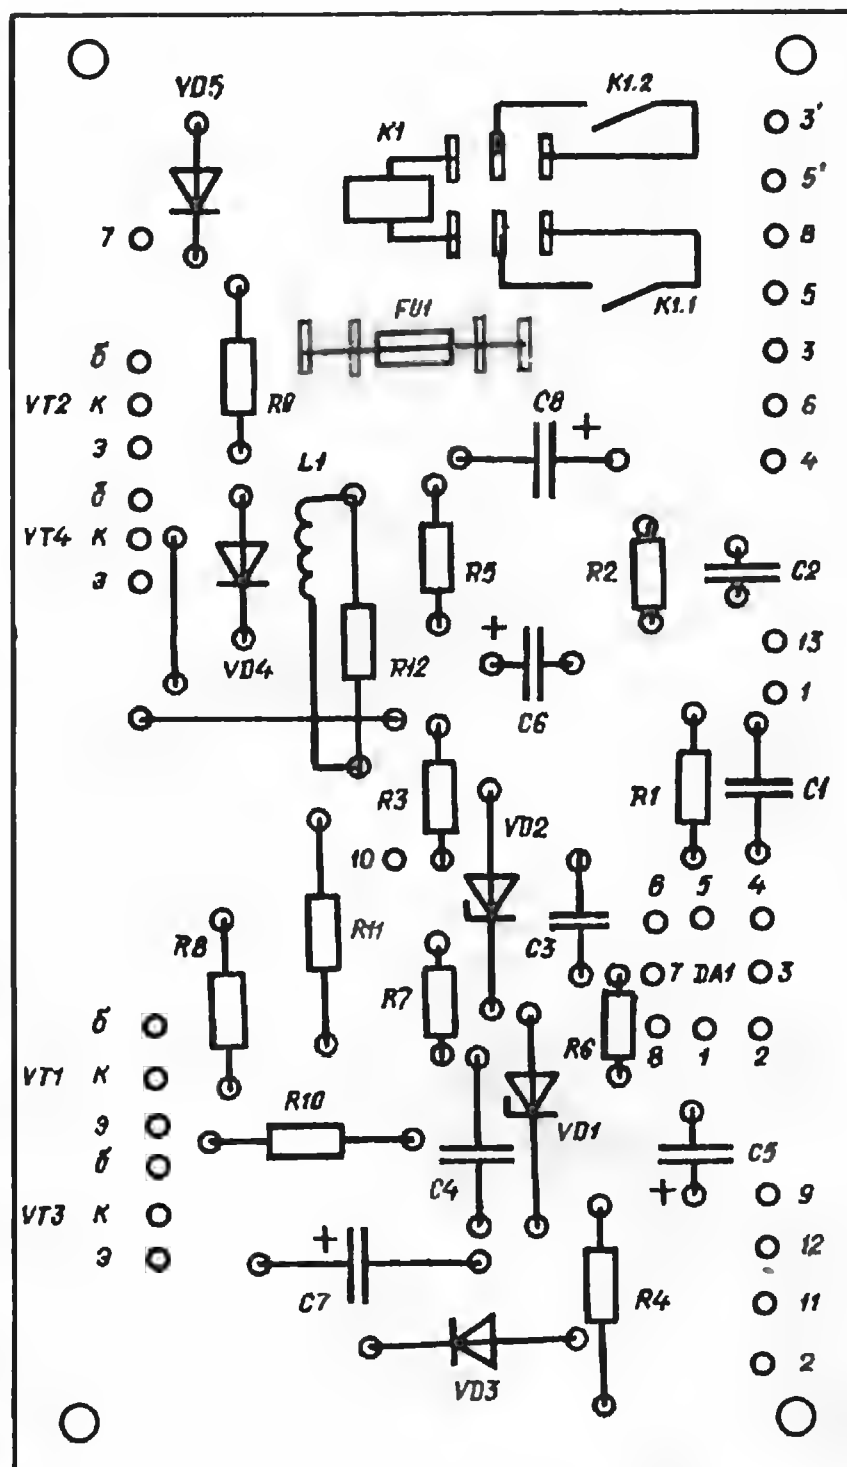 VD5
K1.2
K1
3'
5'
7
8
5
K1.1
FU1
3
б
VT2 К R9 C8 + 6
Э L1 4
б
VT4 К R5 R2 C2
Э
+ 13
VD4 R12 1
C6
R3 R1 C1
VD2
10 6 5 4
R11
R8 C3
R7 7 DA1 3
б R6 8 1 2
VT1 К
R10
Э VD1
б C4 C5
+ 9
VT3 К
+ 12
Э
C7 R4 11
2
VD3